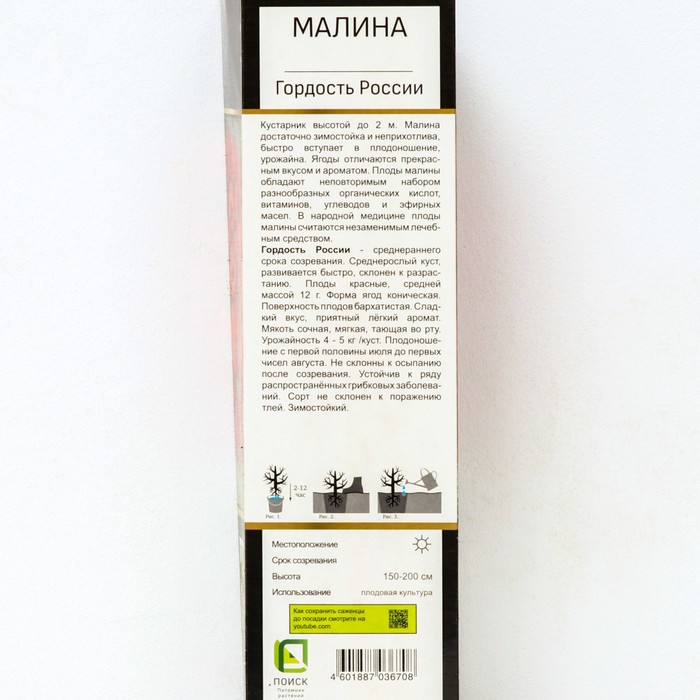 МАЛИНА
Гордость России
Кустарник высотой до 2 м. Малина
достаточно зимостойка и неприхотлива,
быстро вступает в плодоношение,
урожайна. Ягоды отличаются прекрас-
ным вкусом и ароматом. Плоды малины
обладают неповторимым набором
разнообразных органических кислот,
витаминов, углеводов и эфирных
масел. В народной медицине плоды
малины считаются незаменимым лечеб-
ным средством.
Гордость России - среднераннего
срока созревания. Среднерослый куст,
развивается быстро, склонен к разрас-
танию. Плоды красные, средней
массой 12 г. Форма ягод коническая.
Поверхность плодов бархатистая. Слад-
кий вкус, приятный лёгкий аромат.
Мякоть сочная, мягкая, тающая во рту.
Урожайность 4 - 5 кг /куст. Плодоноше-
ние с первой половины июля до первых
чисел августа. Не склонны к осыпанию
после созревания. Устойчив к ряду
распространённых грибковых заболева-
ний. Сорт не склонен к поражению
тлей. Зимостойкий.
2-12
час
Рис. 1. Рис. 2. Рис. 3.
Местоположение
Срок созревания
Высота 150-200 см
Использование плодовая культура
Как сохранить саженцы
до посадки смотрите на
youtube.com
ПОИСК
Питомник
растений
4 601887 036708